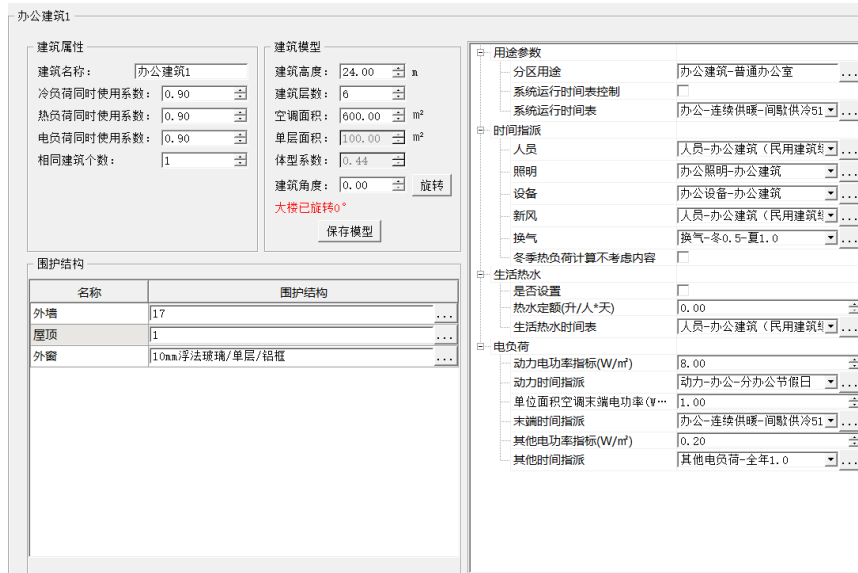 办公建筑1
建筑属性
建筑名称： 办公建筑1
冷负荷同时使用系数： 0.90
热负荷同时使用系数： 0.90
电负荷同时使用系数： 0.90
相同建筑个数： 1
建筑模型
建筑高度： 24.00 m
建筑层数： 6
空调面积： 600.00 m²
单层面积： 100.00 m²
体型系数： 0.44
建筑角度： 0.00 旋转
大楼已旋转0°
保存模型
围护结构
名称 围护结构
外墙 17 ...
屋顶 1 ...
外窗 10mm浮法玻璃/单层/铝框 ...
用途参数
分区用途 办公建筑-普通办公室 ...
系统运行时间表控制
系统运行时间表 办公-连续供暖-间歇供冷51 ...
时间指派
人员 人员-办公建筑（民用建筑 ...
照明 办公照明-办公建筑 ...
设备 办公设备-办公建筑 ...
新风 人员-办公建筑（民用建筑 ...
换气 换气-冬0.5-夏1.0 ...
冬季热负荷计算不考虑内容
生活热水
是否设置
热水定额(升/人*天) 0.00
生活热水时间表 人员-办公建筑（民用建筑 ...
电负荷
动力电功率指标(W/㎡) 8.00
动力时间指派 动力-办公-分办公节假日 ...
单位面积空调末端电功率(W… 1.00
末端时间指派 办公-连续供暖-间歇供冷51 ...
其他电功率指标(W/㎡) 0.20
其他时间指派 其他电负荷-全年1.0 ...